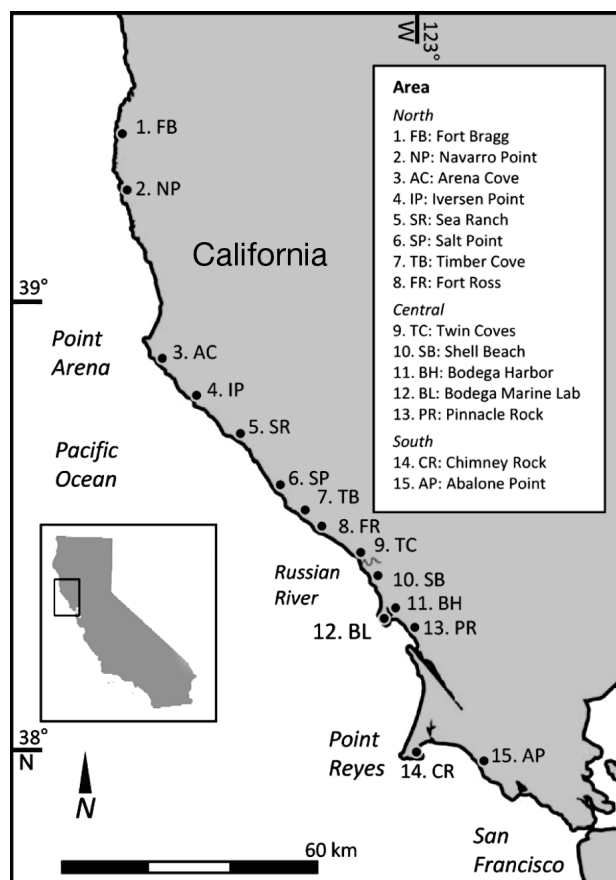 W
123°
Area
North
1. FB: Fort Bragg
2. NP: Navarro Point
3. AC: Arena Cove
4. IP: Iversen Point
5. SR: Sea Ranch
6. SP: Salt Point
7. TB: Timber Cove
8. FR: Fort Ross
Central
9. TC: Twin Coves
10. SB: Shell Beach
11. BH: Bodega Harbor
12. BL: Bodega Marine Lab
13. PR: Pinnacle Rock
South
14. CR: Chimney Rock
15. AP: Abalone Point
1. FB
2. NP
California
39°
Point
Arena
3. AC
4. IP
5. SR
Pacific
Ocean
6. SP
7. TB
8. FR
9. TC
Russian
River
10. SB
11. BH
12. BL
13. PR
38°
N
Point
Reyes
14. CR
15. AP
N
San
Francisco
60 km